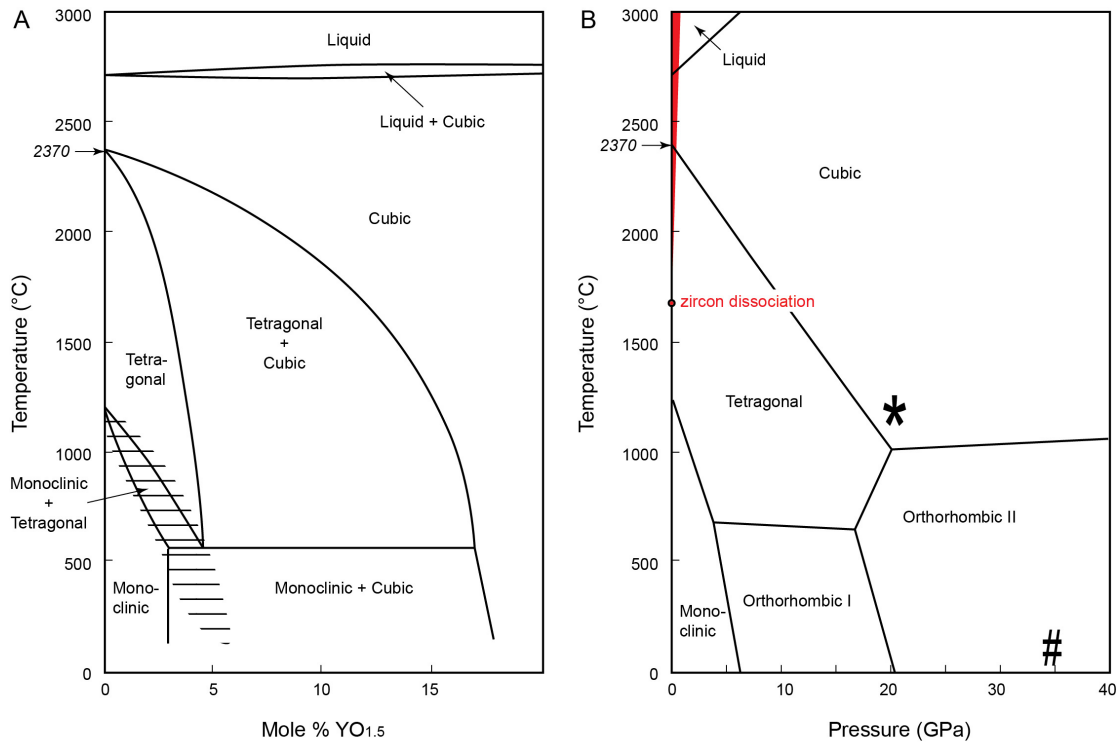 A
3000
2500
2370
2000
1500
1000
500
0
Temperature (°C)
Liquid
Liquid + Cubic
Cubic
Tetragonal
+
Cubic
Tetra-
gonal
Monoclinic
+
Tetragonal
Mono-
clinic
Monoclinic + Cubic
0
5
10
15
Mole % YO1.5
B
3000
2500
2370
2000
1500
1000
500
0
Temperature (°C)
Liquid
Cubic
zircon dissociation
Tetragonal
*
Orthorhombic II
Orthorhombic I
Mono-
clinic
#
0
10
20
30
40
Pressure (GPa)